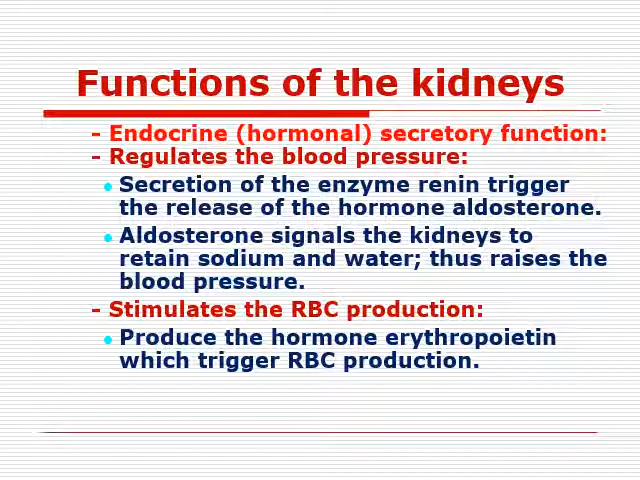 Functions of the kidneys
- Endocrine (hormonal) secretory function:
- Regulates the blood pressure:
• Secretion of the enzyme renin trigger
the release of the hormone aldosterone.
• Aldosterone signals the kidneys to
retain sodium and water; thus raises the
blood pressure.
- Stimulates the RBC production:
• Produce the hormone erythropoietin
which trigger RBC production.